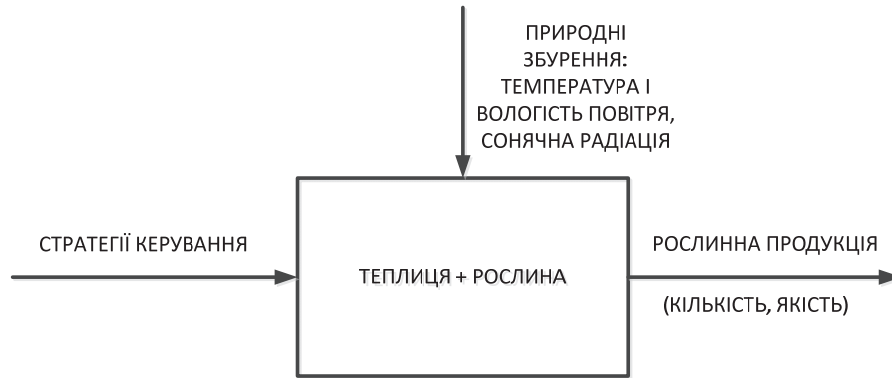 ПРИРОДНІ
ЗБУРЕННЯ:
ТЕМПЕРАТУРА І
ВОЛОГІСТЬ ПОВІТРЯ,
СОНЯЧНА РАДІАЦІЯ
СТРАТЕГІЇ КЕРУВАННЯ
ТЕПЛИЦЯ + РОСЛИНА
РОСЛИННА ПРОДУКЦІЯ
(КІЛЬКІСТЬ, ЯКІСТЬ)